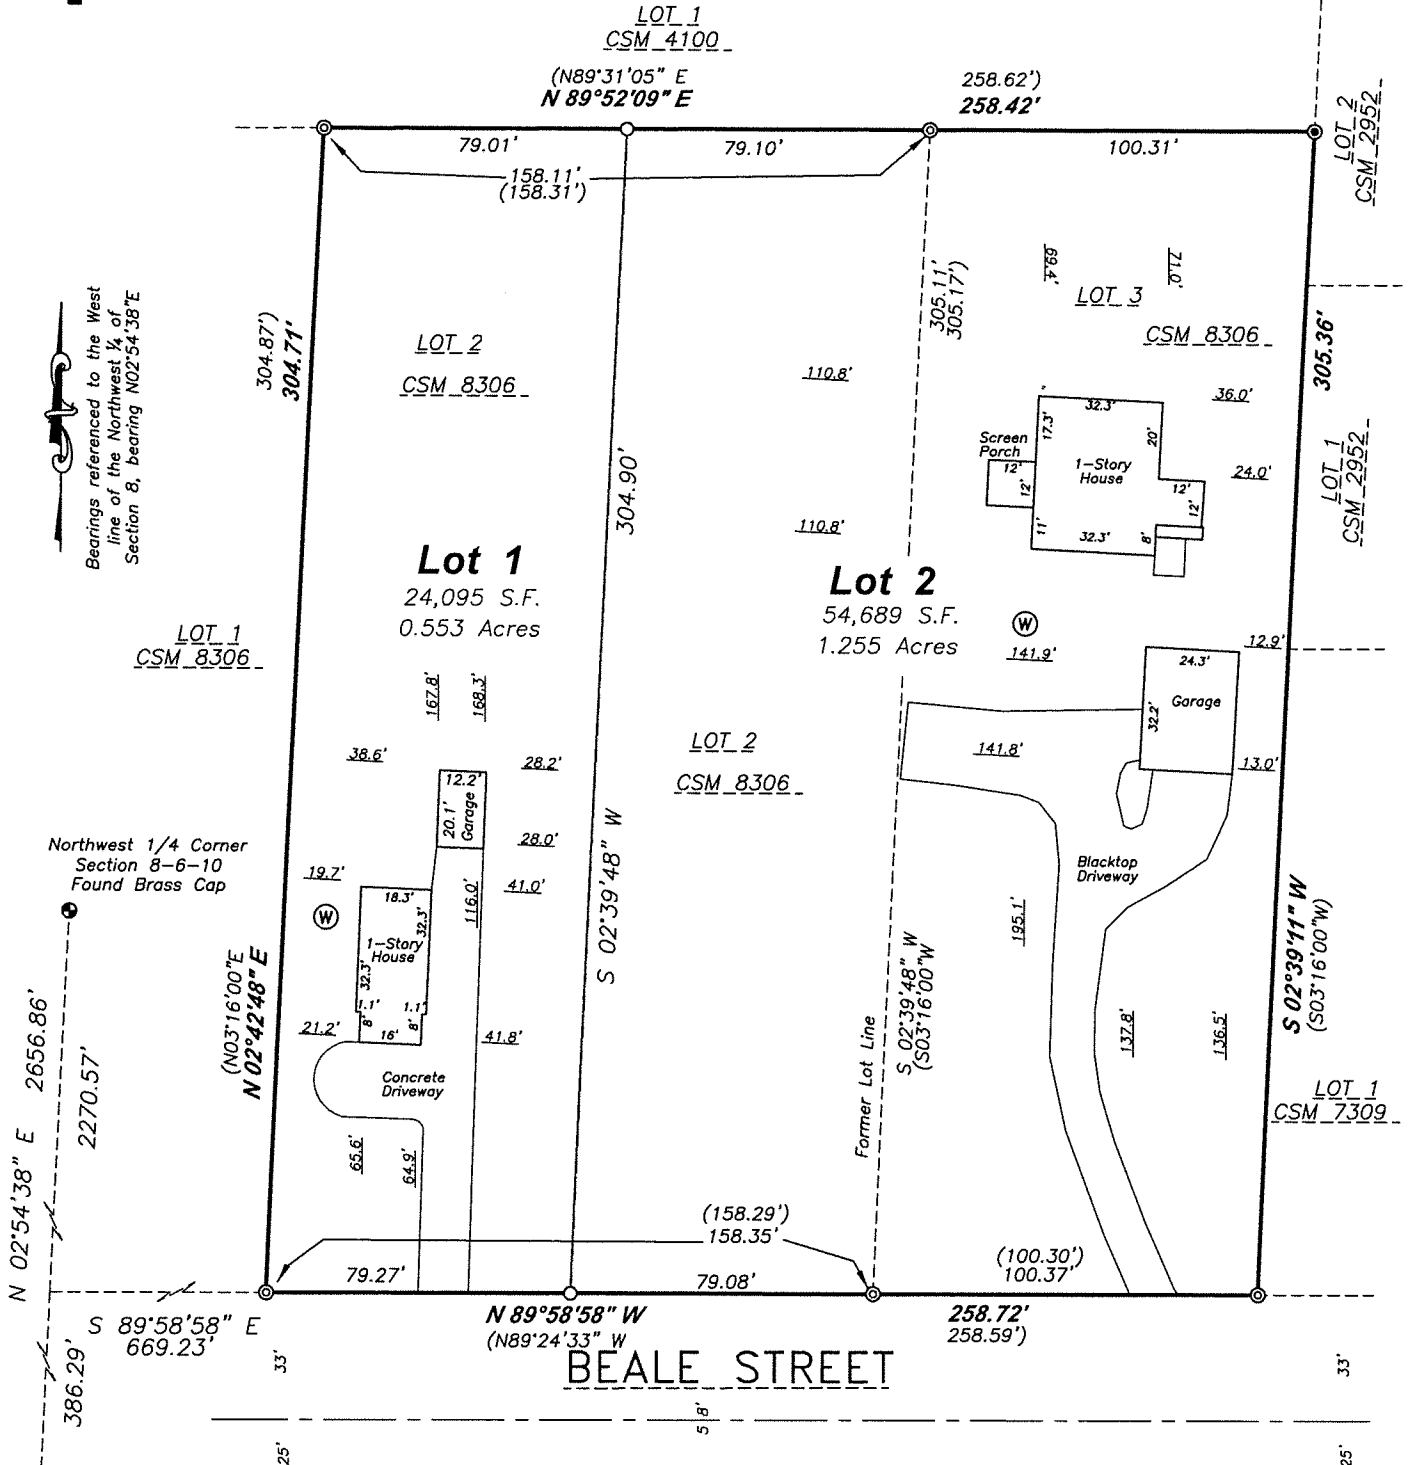 LOT 1
CSM 4100
(N89°31'05" E
258.62')
N 89°52'09" E
258.42'
79.01'
79.10'
100.31'
158.11'
(158.31')
LOT 2
CSM 2952
Bearings referenced to the West
line of the Northwest ¼ of
Section 8, bearing N02°54'38"E
304.87')
304.71'
LOT 2
CSM 8306
304.90'
305.11'
305.17')
69.4'
71.0'
LOT 3
CSM 8306
305.36'
110.8'
36.0'
32.3'
17.3'
20'
Screen
Porch
12'
12'
1-Story
House
24.0'
12'
12'
11'
32.3'
8'
110.8'
LOT 1
CSM 2952
Lot 1
24,095 S.F.
0.553 Acres
Lot 2
54,689 S.F.
1.255 Acres
LOT 1
CSM 8306
W
141.9'
12.9'
24.3'
Garage
32.2'
141.8'
13.0'
167.8'
168.3'
38.6'
28.2'
12.2'
20.1'
Garage
28.0'
LOT 2
CSM 8306
S 02°39'48" W
Northwest 1/4 Corner
Section 8-6-10
Found Brass Cap
19.7'
41.0'
W
18.3'
32.3'
1-Story
House
32.3'
116.0'
1.1'
1.1'
8'
8'
16'
21.2'
41.8'
Concrete
Driveway
65.6'
64.9'
Blacktop
Driveway
195.1'
137.8'
136.5'
S 02°39'48" W
(S03°16'00"W
Former Lot Line
S 02°39'11" W
(S03°16'00"W)
LOT 1
CSM 7309
(N03°16'00"E
N 02°42'48" E
N 02°54'38" E 2656.86'
2270.57'
386.29'
(158.29')
158.35'
(100.30')
100.37'
79.27'
79.08'
S 89°58'58" E
669.23'
N 89°58'58" W
258.72'
(N89°24'33" W
258.59')
33'
33'
BEALE STREET
58'
25'
25'